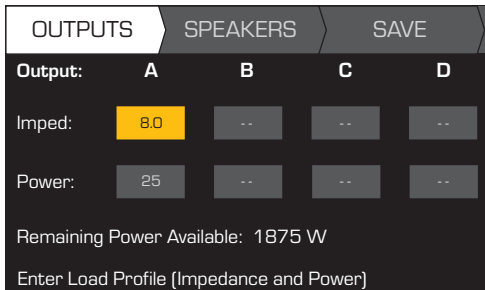 OUTPUTS SPEAKERS SAVE
Output: A B C D
Imped: 8.0 -- -- --
Power: 25 -- -- --
Remaining Power Available: 1875 W
Enter Load Profile (Impedance and Power)